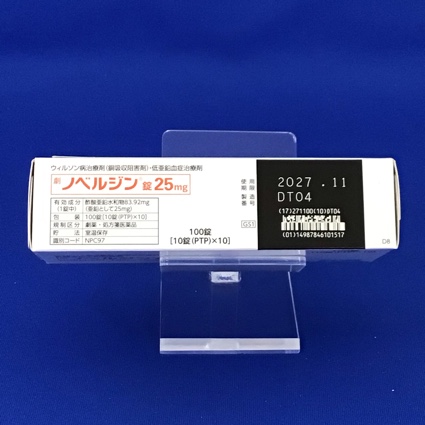 ウィルソン病治療剤(銅吸収阻害剤)・低亜鉛血症治療剤
劇 ノベルジン®錠25mg
有効成分(1錠中) 酢酸亜鉛水和物83.92mg(亜鉛として25mg)
包装 100錠[10錠(PTP)×10]
規制区分 劇薬・処方箋医薬品
貯法 室温保存
識別コード NPC97
100錠
[10錠(PTP)×10]
使用期限 2027.11
製造番号 DT04
GS1
(17)271100(10)DT04
(01)14987846101517
D8